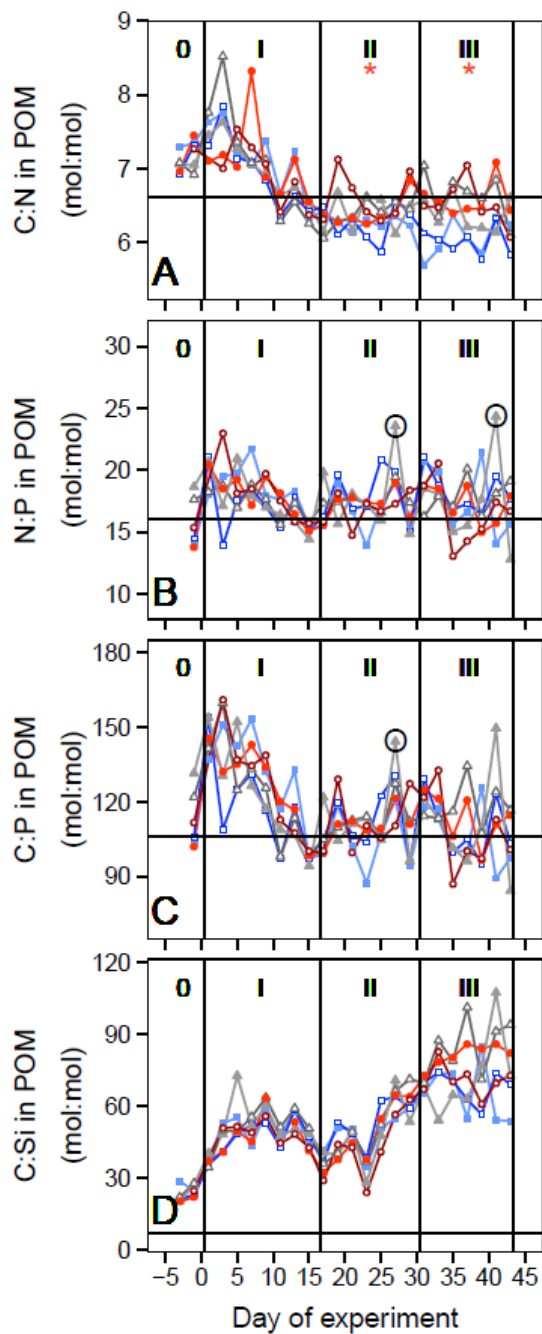 C:N in POM
(mol:mol)
9
8
7
6
0 I II III
* *
A
N:P in POM
(mol:mol)
30
25
20
15
10
0 I II III
B
C:P in POM
(mol:mol)
180
150
120
90
0 I II III
C
C:Si in POM
(mol:mol)
120
90
60
30
0
0 I II III
D
−5 0 5 10 15 20 25 30 35 40 45
Day of experiment